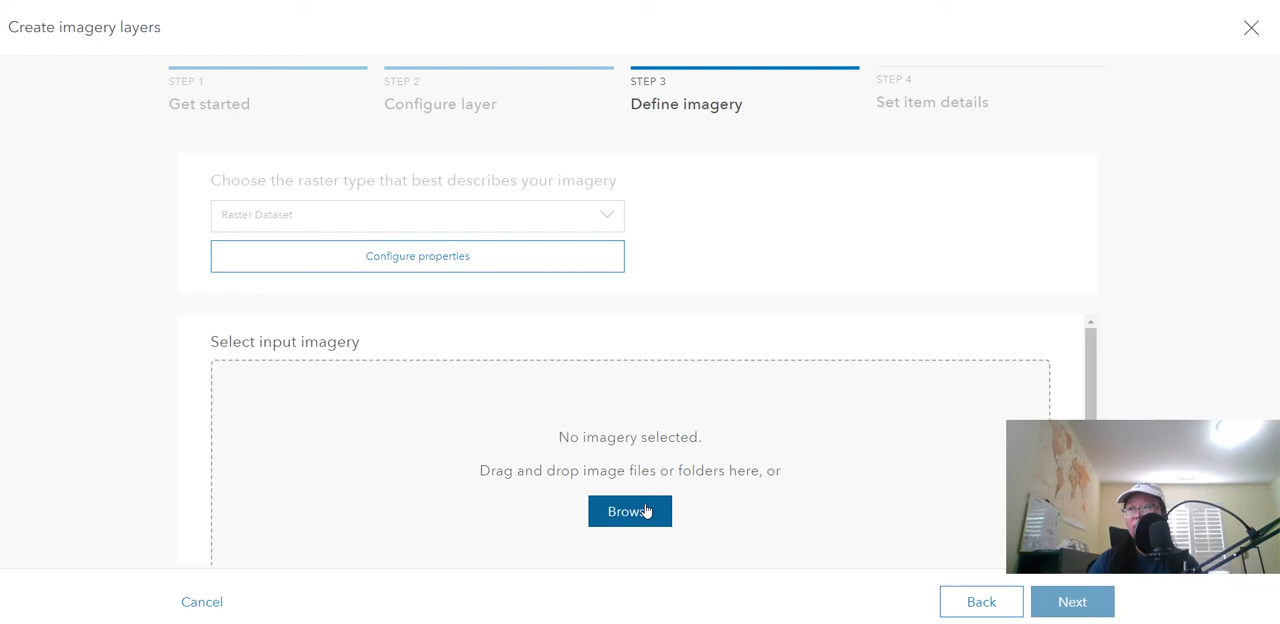 Create imagery layers
STEP 1
Get started
STEP 2
Configure layer
STEP 3
Define imagery
STEP 4
Set item details
Choose the raster type that best describes your imagery
Raster Dataset
Configure properties
Select input imagery
No imagery selected.
Drag and drop image files or folders here, or
Browse
Cancel
Back
Next